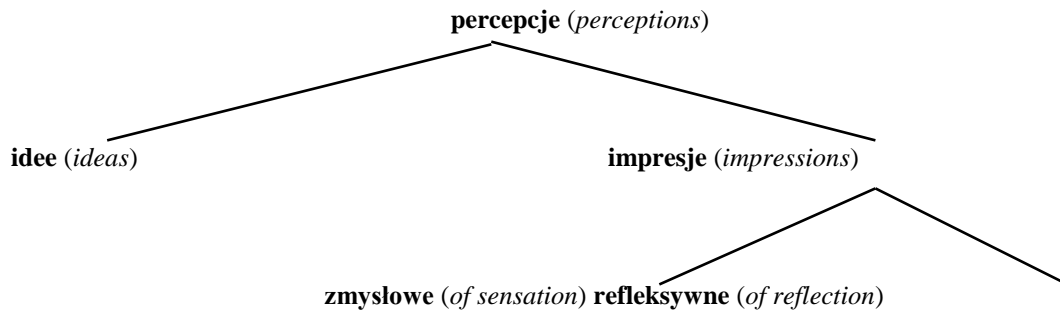 percepcje (perceptions)
idee (ideas) impresje (impressions)
zmysłowe (of sensation) refleksywne (of reflection)